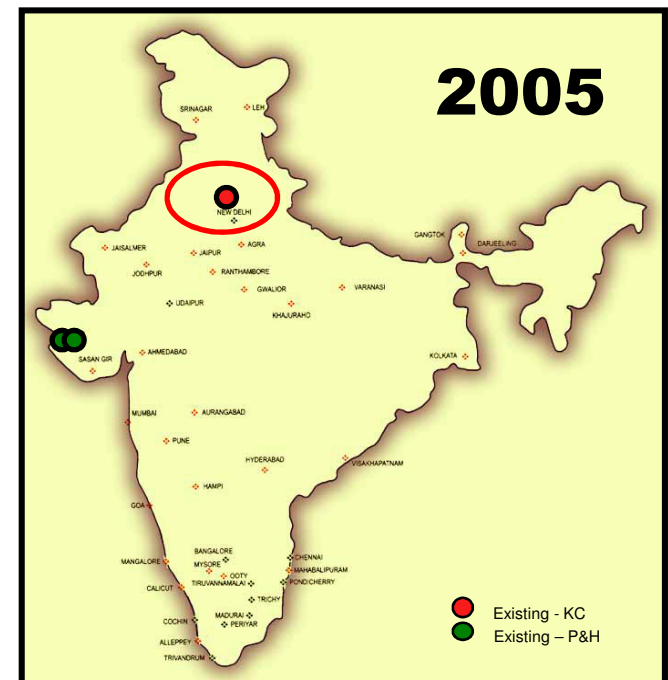 2005
SRINAGAR
LEH
NEW DELHI
GANGTOK
DARJEELING
JAISALMER
JAIPUR
AGRA
JODHPUR
RANTHAMBORE
GWALIOR
VARANASI
UDAIPUR
KHAJURAHO
SASAN GIR
AHMEDABAD
KOLKATA
MUMBAI
AURANGABAD
PUNE
HYDERABAD
VISAKHAPATNAM
HAMPI
GOA
BANGALORE
CHENNAI
MANGALORE
MYSORE
MAHABALIPURAM
OOTY
CALICUT
TIRUVANNAMALAI
PONDICHERRY
TRICHY
COCHIN
MADURAI
PERIYAR
ALLEPPEY
TRIVANDRUM
Existing - KC
Existing – P&H